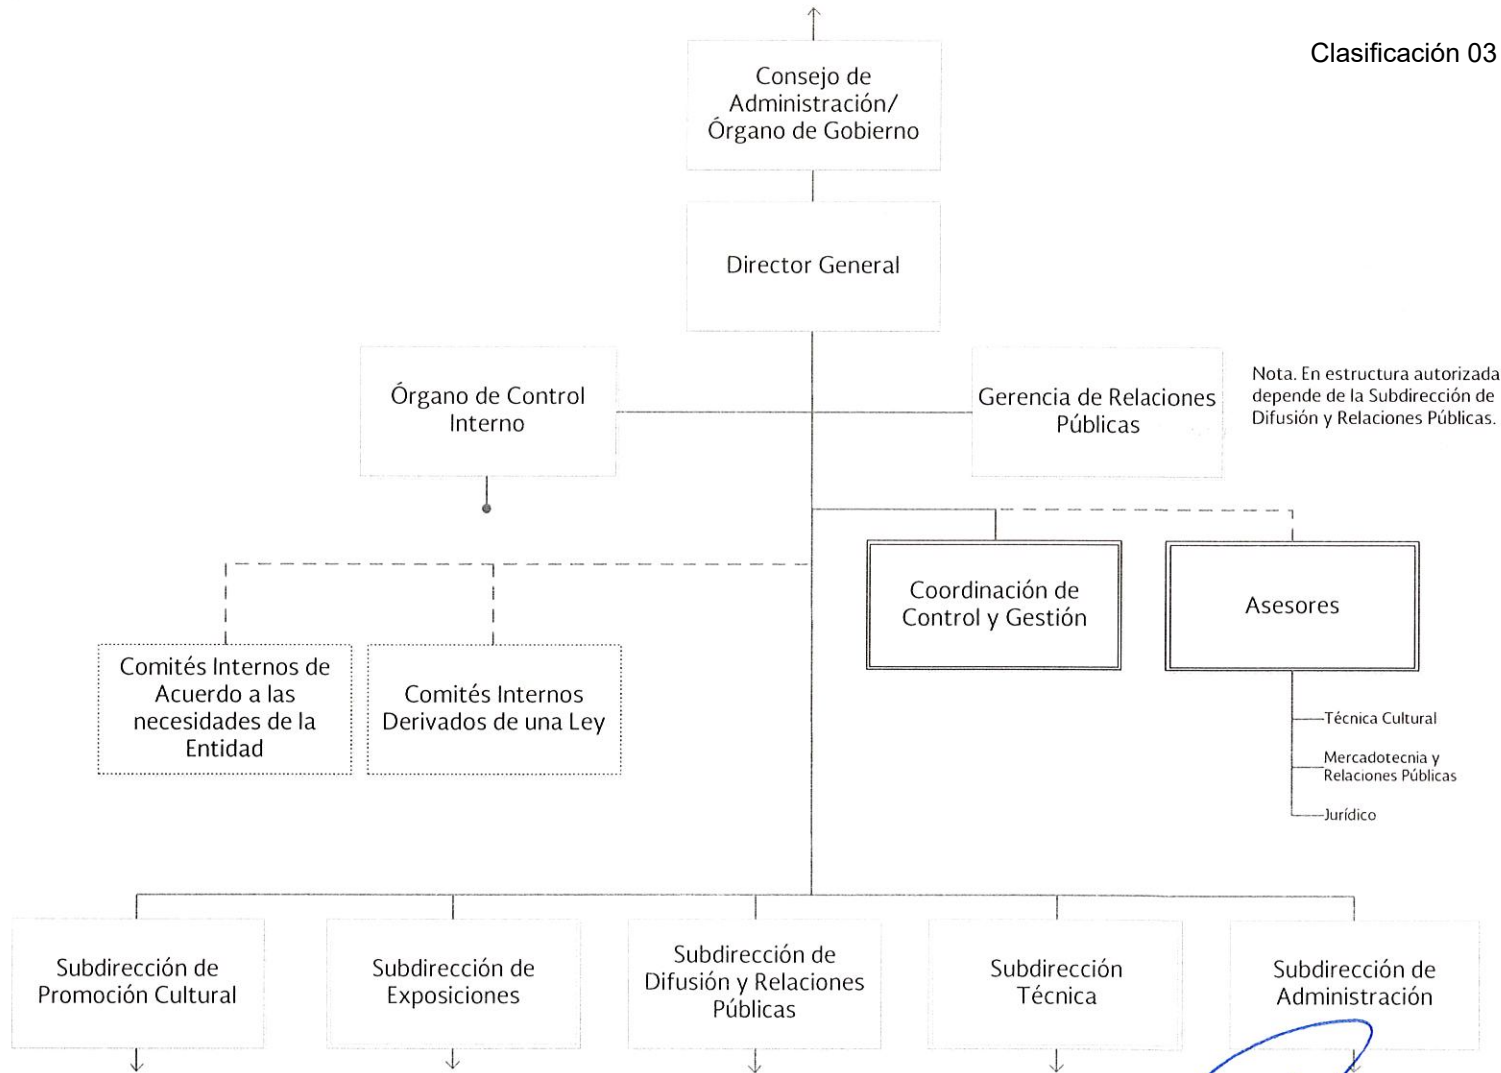 Clasificación 03
Consejo de
Administración/
Órgano de Gobierno
Director General
Órgano de Control
Interno
Gerencia de Relaciones
Públicas
Nota. En estructura autorizada
depende de la Subdirección de
Difusión y Relaciones Públicas.
Coordinación de
Control y Gestión
Asesores
Comités Internos de
Acuerdo a las
necesidades de la
Entidad
Comités Internos
Derivados de una Ley
Técnica Cultural
Mercadotecnia y
Relaciones Públicas
Jurídico
Subdirección de
Promoción Cultural
Subdirección de
Exposiciones
Subdirección de
Difusión y Relaciones
Públicas
Subdirección
Técnica
Subdirección de
Administración